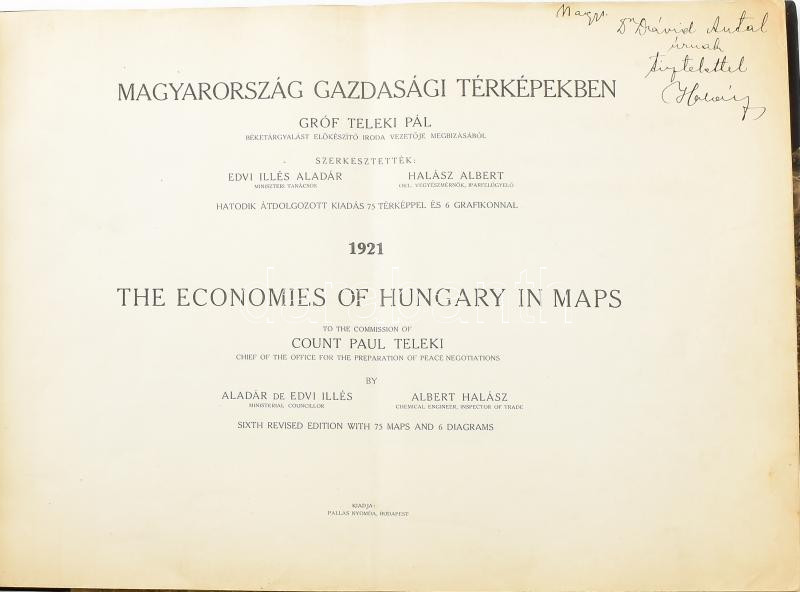 Nagys.
Dr Dávid Antal
úrnak
tisztelettel
Halász
MAGYARORSZÁG GAZDASÁGI TÉRKÉPEKBEN
GRÓF TELEKI PÁL
BÉKETÁRGYALÁST ELŐKÉSZÍTŐ IRODA VEZETŐJE MEGBIZÁSÁBÓL
SZERKESZTETTÉK:
EDVI ILLÉS ALADÁR HALÁSZ ALBERT
MINISZTERI TANÁCSOS OKL. VEGYÉSZMÉRNÖK, IPARFELÜGYELŐ
HATODIK ÁTDOLGOZOTT KIADÁS 75 TÉRKÉPPEL ÉS 6 GRAFIKONNAL
1921
THE ECONOMIES OF HUNGARY IN MAPS
TO THE COMMISSION OF
COUNT PAUL TELEKI
CHIEF OF THE OFFICE FOR THE PREPARATION OF PEACE NEGOTIATIONS
BY
ALADÁR DE EDVI ILLÉS ALBERT HALÁSZ
MINISTERIAL COUNCILLOR CHEMICAL ENGINEER, INSPECTOR OF TRADE
SIXTH REVISED EDITION WITH 75 MAPS AND 6 DIAGRAMS
KIADJA:
PALLAS NYOMDA, BUDAPEST